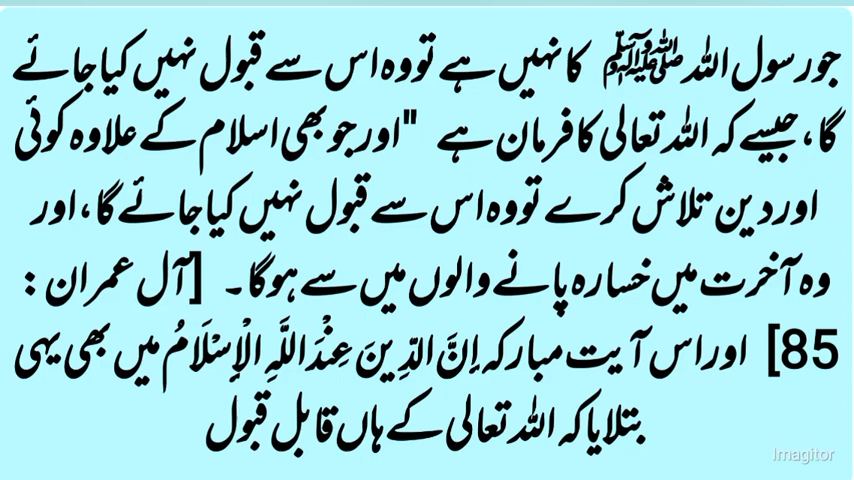 جو رسول اللہ ﷺ کا نہیں ہے تو وہ اس سے قبول نہیں کیا جائے
گا، جیسے کہ اللہ تعالی کا فرمان ہے "اور جو بھی اسلام کے علاوہ کوئی
اور دین تلاش کرے تو وہ اس سے قبول نہیں کیا جائے گا، اور
وہ آخرت میں خسارہ پانے والوں میں سے ہوگا۔ [آل عمران :
85] اور اس آیت مبارکہ إِنَّ الدِّينَ عِنْدَ اللَّهِ الْإِسْلَامُ میں بھی یہی
بتلایا کہ اللہ تعالی کے ہاں قابل قبول
Imagitor